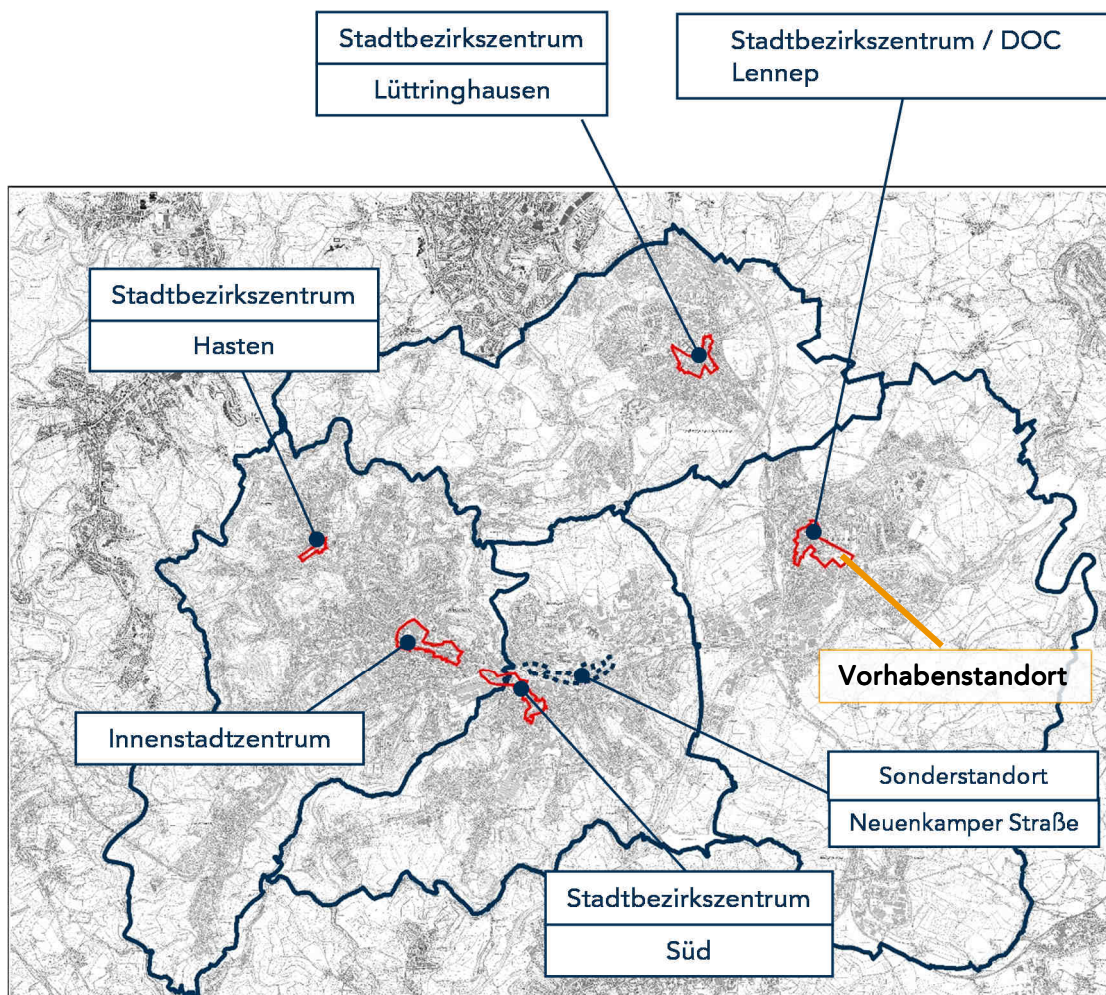 Stadtbezirkszentrum
Lüttringhausen
Stadtbezirkszentrum / DOC
Lennep
Stadtbezirkszentrum
Hasten
Vorhabenstandort
Innenstadtzentrum
Sonderstandort
Neuenkamper Straße
Stadtbezirkszentrum
Süd